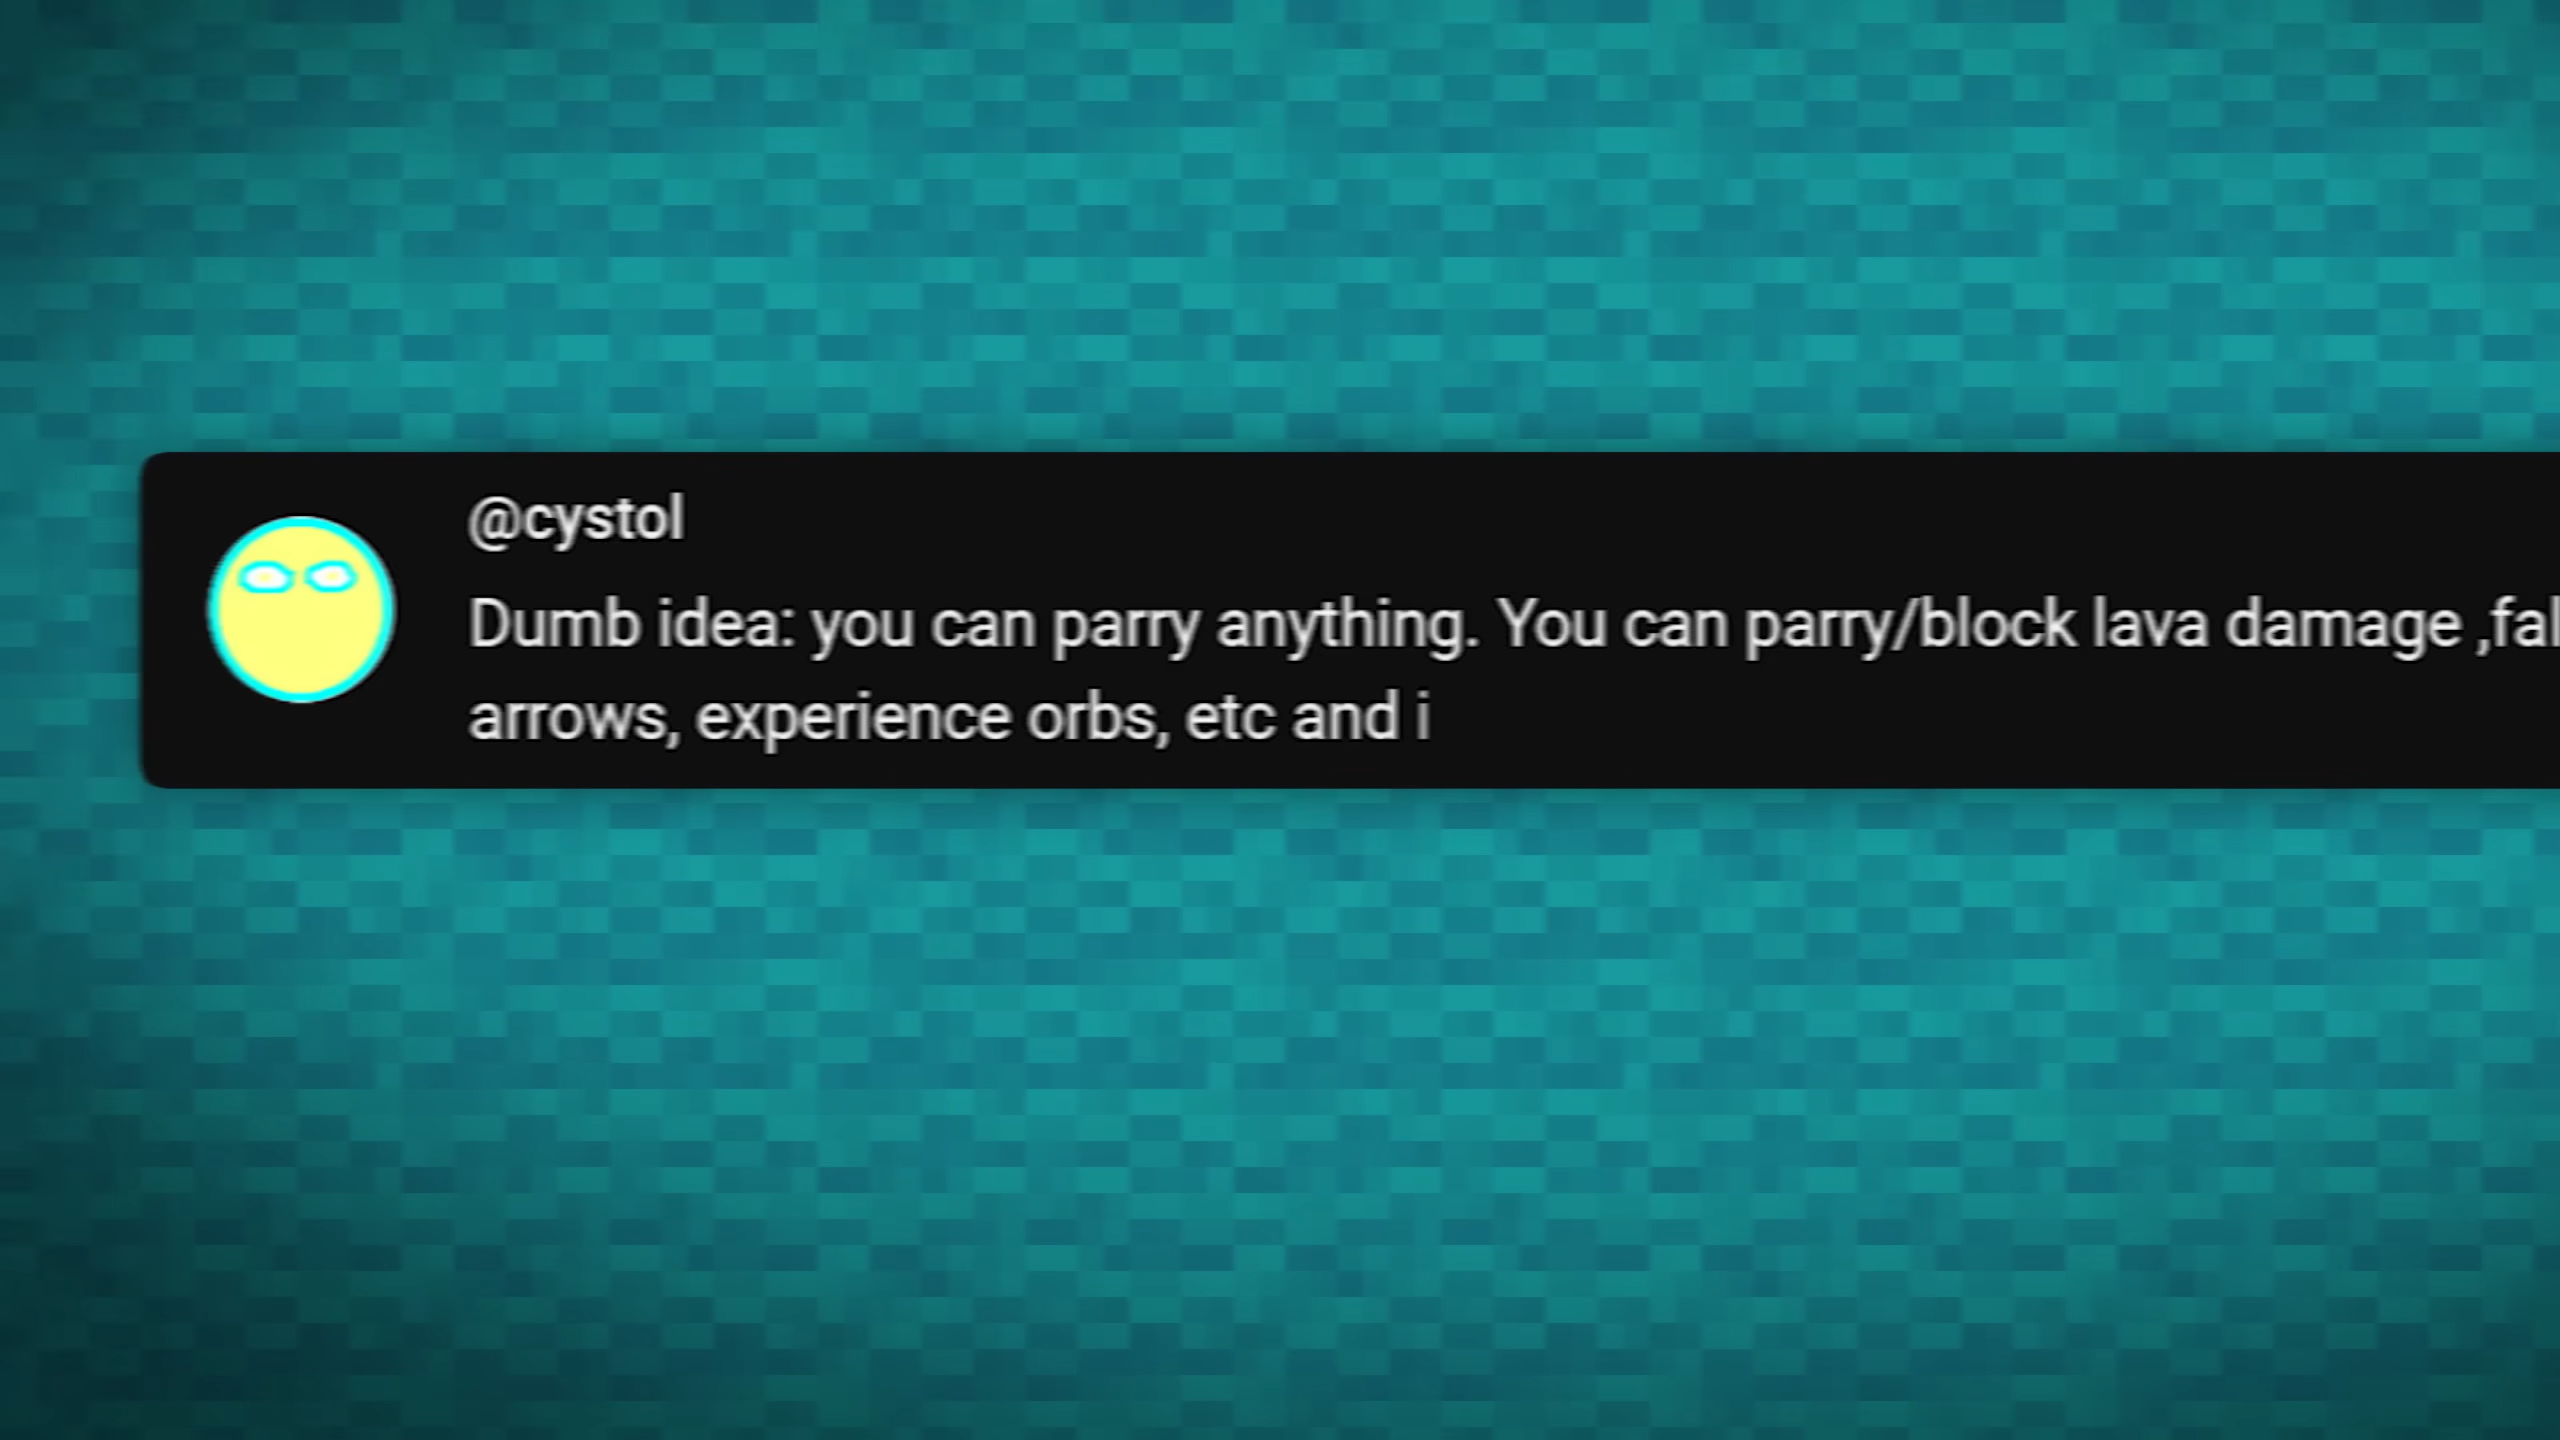 @cystol
Dumb idea: you can parry anything. You can parry/block lava damage ,fal
arrows, experience orbs, etc and i